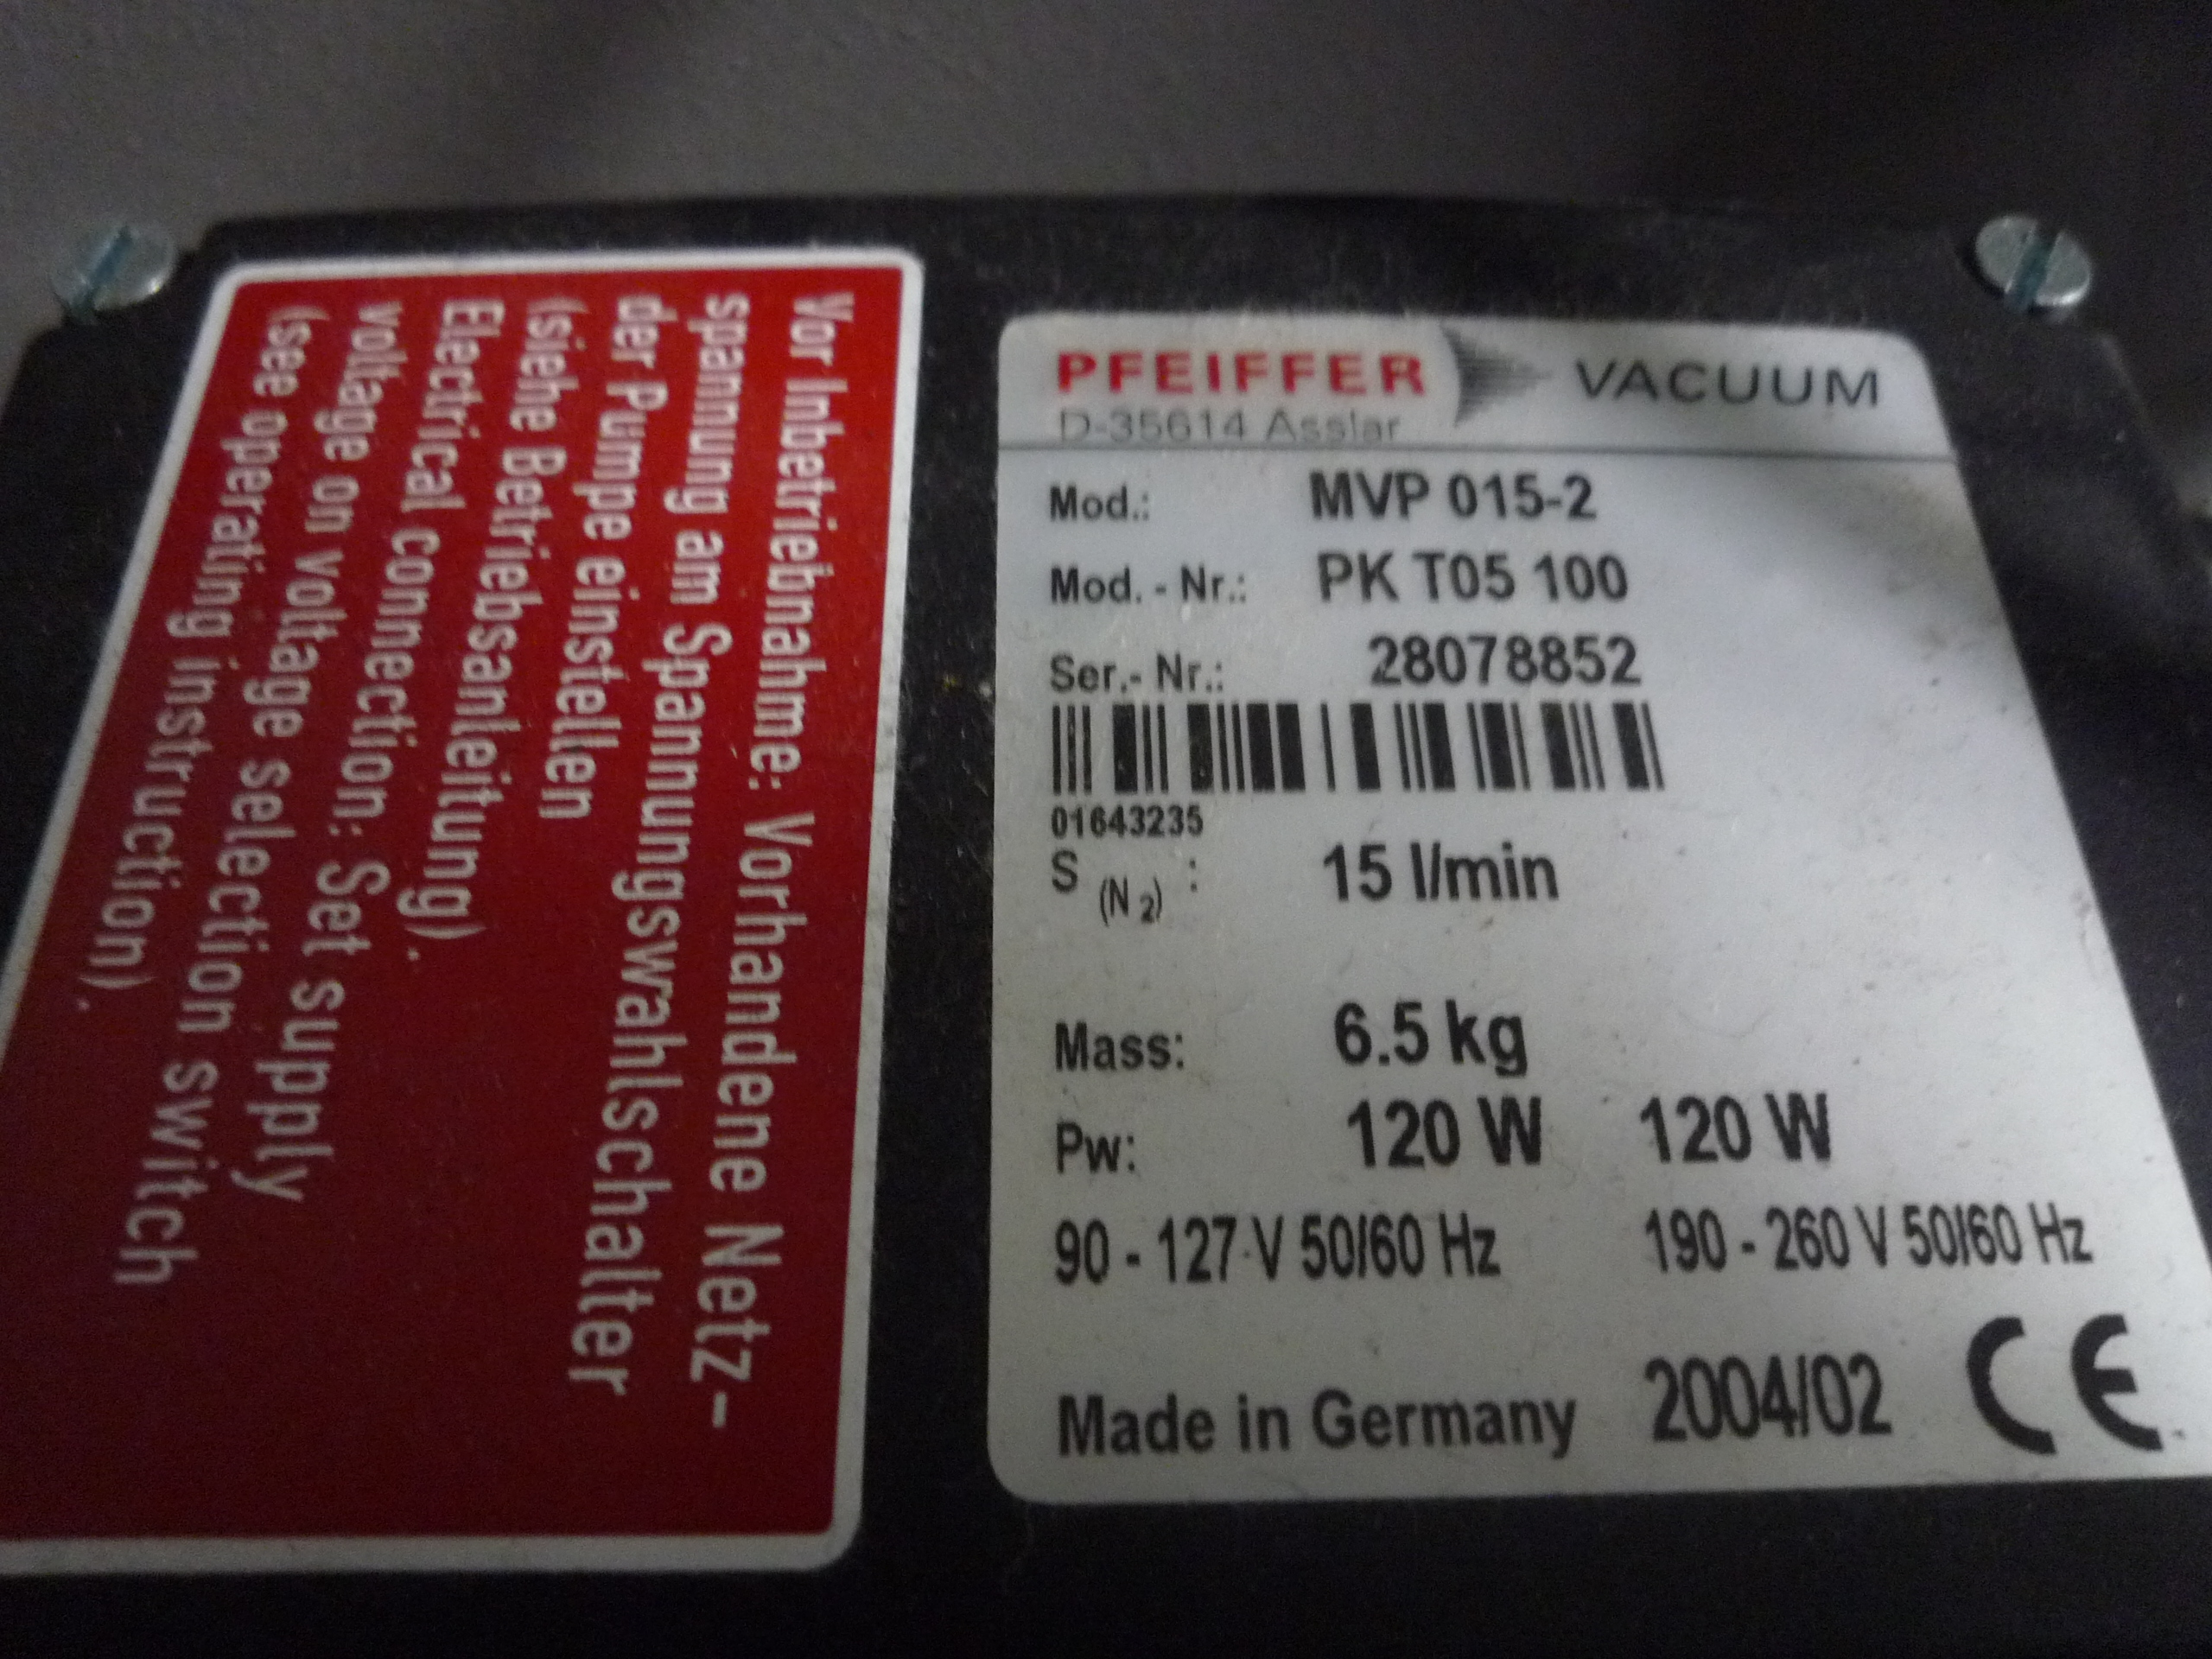 Vor Inbetriebnahme: Vorhandene Netz-
spannung am Spannungswahlschalter
der Pumpe einstellen
(siehe Betriebsanleitung).
Electrical connection: Set supply
voltage on voltage selection switch
(see operating instruction).
PFEIFFER VACUUM
D-35614 Asslar
Mod.: MVP 015-2
Mod. - Nr.: PK T05 100
Ser.- Nr.: 28078852
01643235
S (N2) : 15 l/min
Mass: 6.5 kg
Pw: 120 W 120 W
90 - 127 V 50/60 Hz 190 - 260 V 50/60 Hz
Made in Germany 2004/02 CE